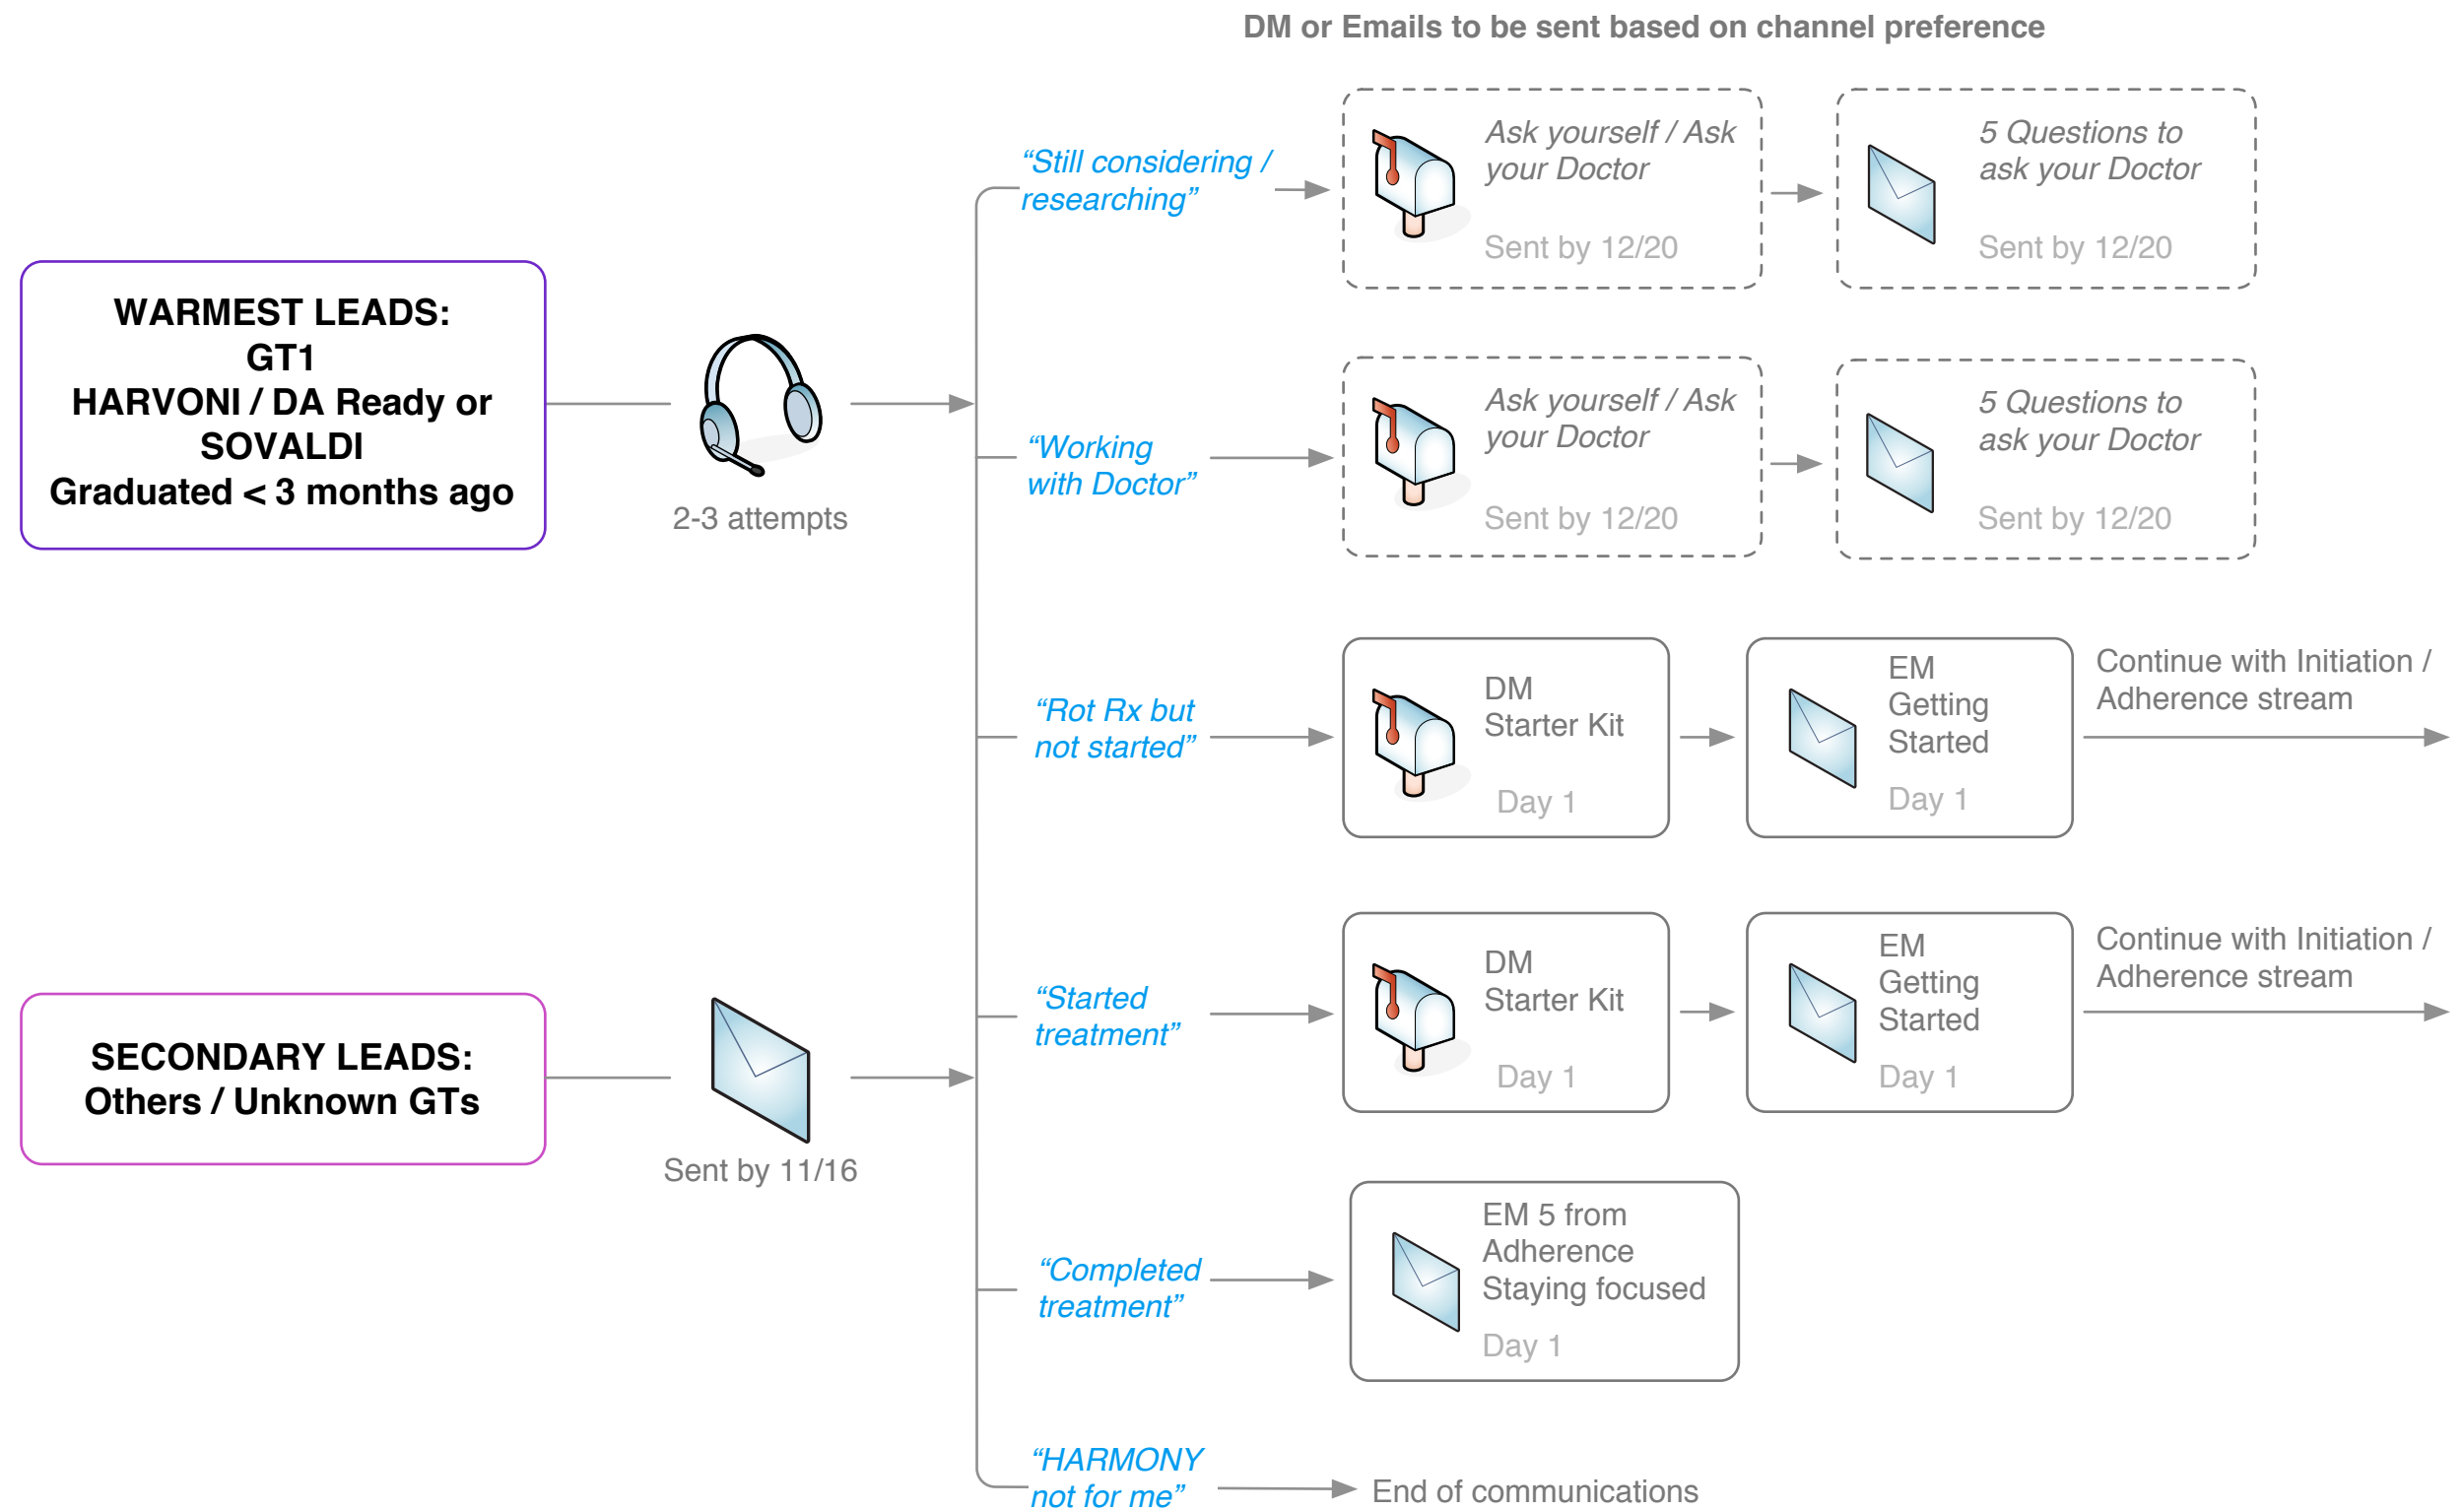 DM or Emails to be sent based on channel preference
WARMEST LEADS:
GT1
HARVONI / DA Ready or
SOVALDI
Graduated < 3 months ago
2-3 attempts
“Still considering /
researching”
Ask yourself / Ask
your Doctor
Sent by 12/20
5 Questions to
ask your Doctor
Sent by 12/20
“Working
with Doctor”
Ask yourself / Ask
your Doctor
Sent by 12/20
5 Questions to
ask your Doctor
Sent by 12/20
“Rot Rx but
not started”
DM
Starter Kit
Day 1
EM
Getting
Started
Day 1
Continue with Initiation /
Adherence stream
SECONDARY LEADS:
Others / Unknown GTs
Sent by 11/16
“Started
treatment”
DM
Starter Kit
Day 1
EM
Getting
Started
Day 1
Continue with Initiation /
Adherence stream
“Completed
treatment”
EM 5 from
Adherence
Staying focused
Day 1
“HARMONY
not for me”
End of communications